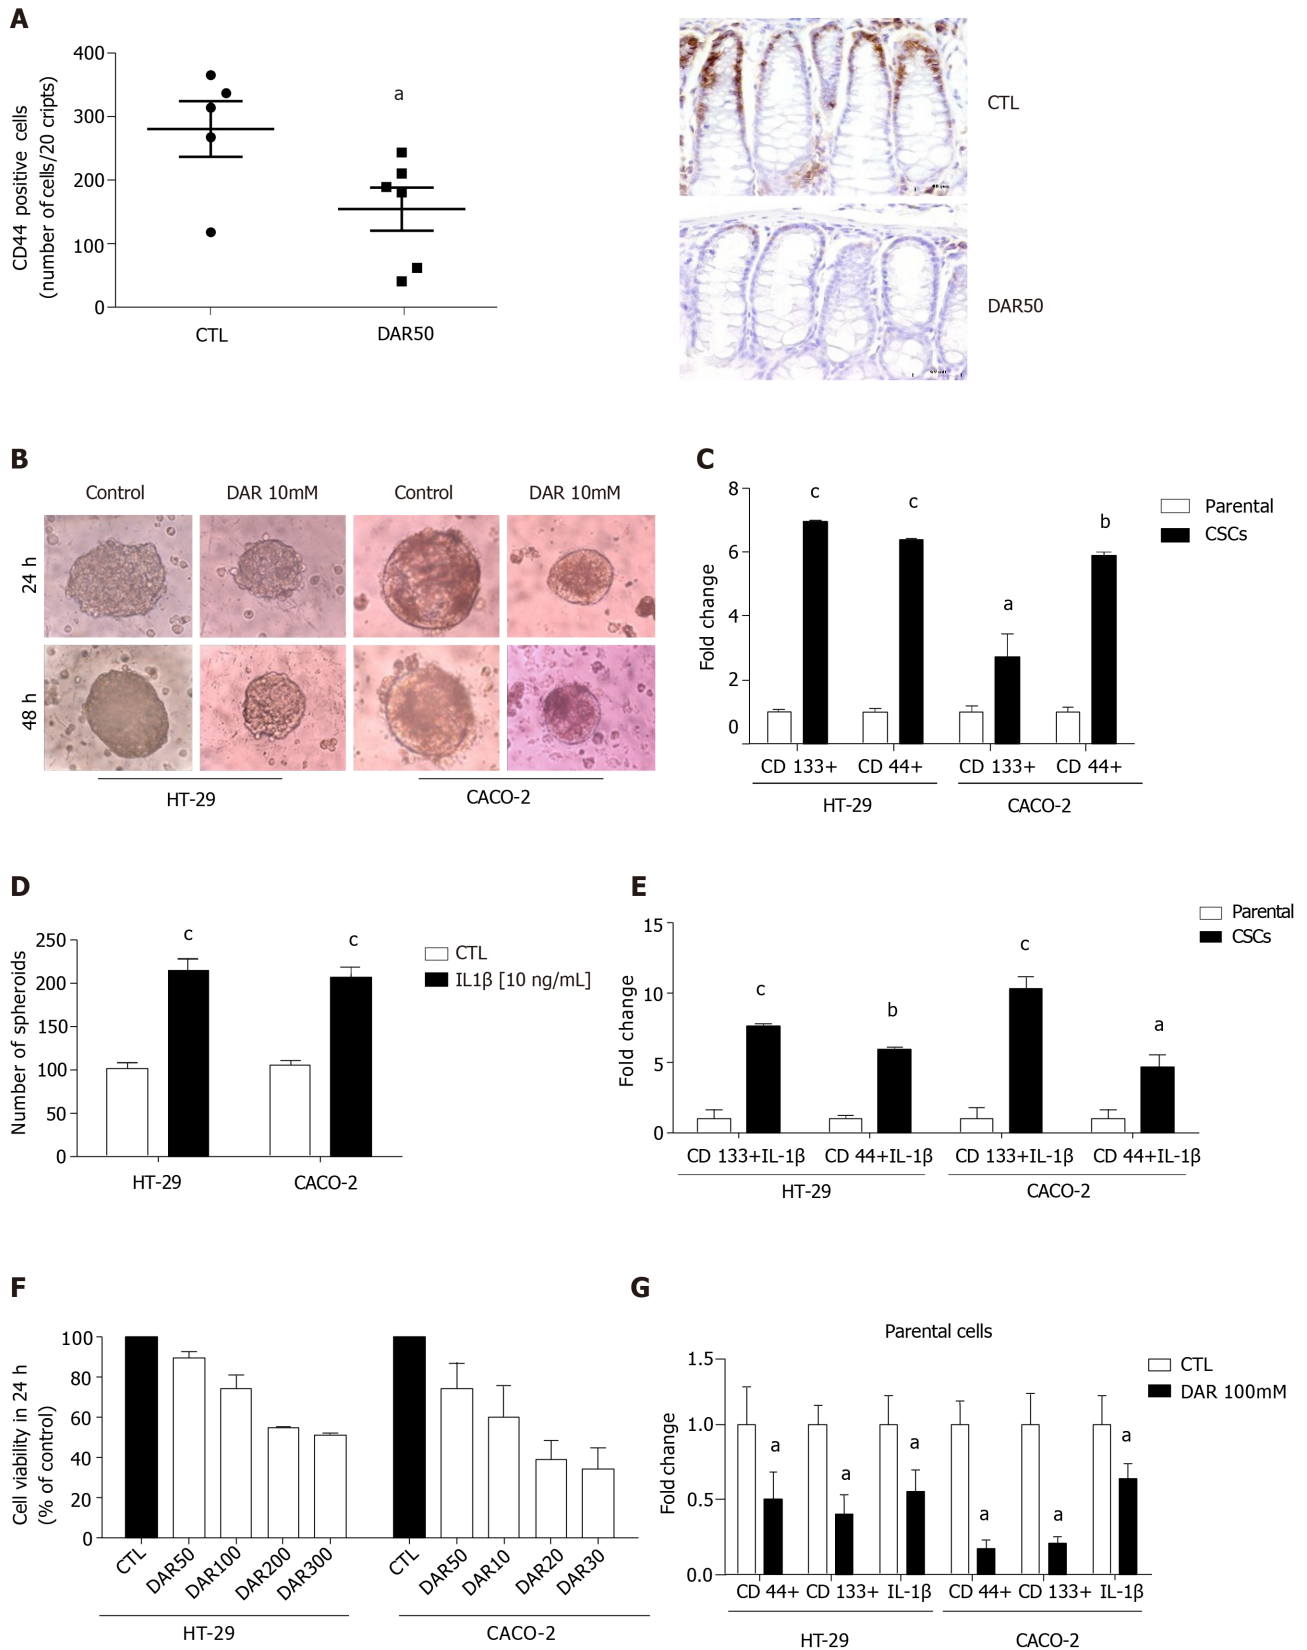 A
400
300
200
100
0
CD44 positive cells
(number of cells/20 cripts)
a
CTL
DAR50
CTL
DAR50
B
Control
DAR 10mM
Control
DAR 10mM
24 h
48 h
HT-29
CACO-2
C
8
6
4
2
0
Fold change
c
c
a
b
Parental
CSCs
CD 133+
CD 44+
CD 133+
CD 44+
HT-29
CACO-2
D
250
200
150
100
50
0
Number of spheroids
c
c
CTL
IL1β [10 ng/mL]
HT-29
CACO-2
E
15
10
5
0
Fold change
c
b
c
a
Parental
CSCs
CD 133+IL-1β
CD 44+IL-1β
CD 133+IL-1β
CD 44+IL-1β
HT-29
CACO-2
F
100
80
60
40
20
0
Cell viability in 24 h
(% of control)
CTL
DAR50
DAR100
DAR200
DAR300
CTL
DAR50
DAR10
DAR20
DAR30
HT-29
CACO-2
G
Parental cells
1.5
1.0
0.5
0.0
Fold change
a
a
a
a
a
a
CTL
DAR 100mM
CD 44+
CD 133+
IL-1β
CD 44+
CD 133+
IL-1β
HT-29
CACO-2